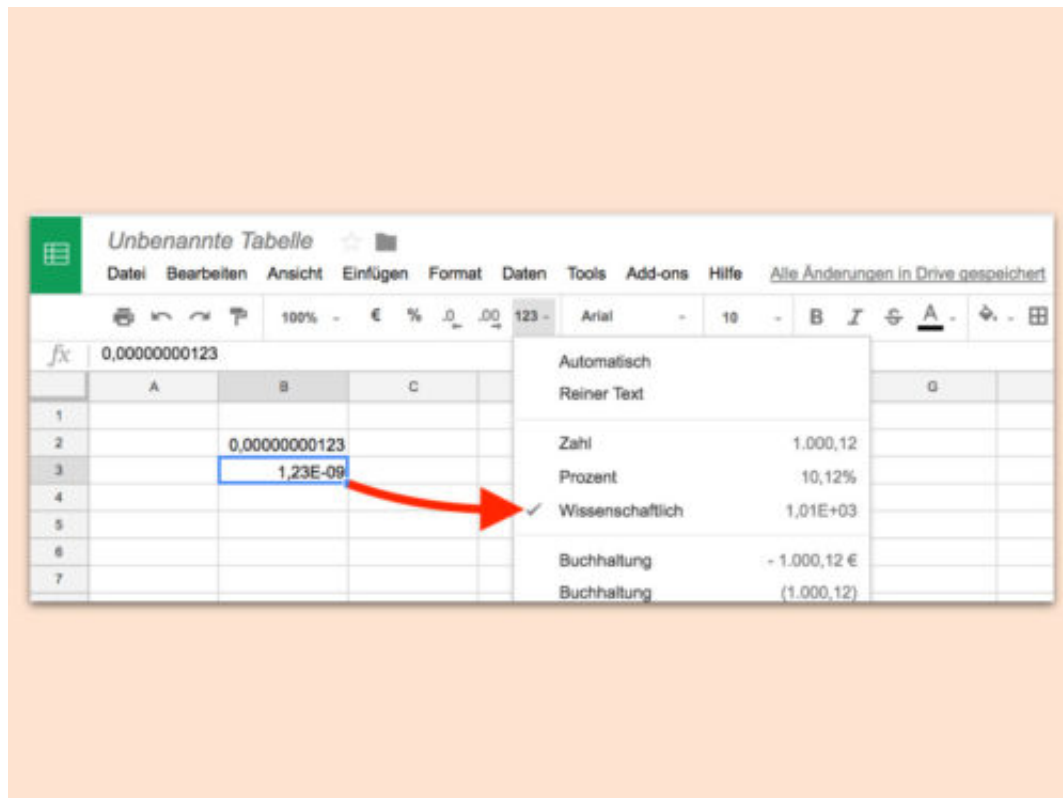 Unbenannte Tabelle
Datei Bearbeiten Ansicht Einfügen Format Daten Tools Add-ons Hilfe Alle Änderungen in Drive gespeichert
100% € % .0 .00 123 Arial 10 B I S A
fx 0,00000000123
A B C G
1
2 0,00000000123
3 1,23E-09
4
5
6
7
Automatisch
Reiner Text
Zahl 1.000,12
Prozent 10,12%
Wissenschaftlich 1,01E+03
Buchhaltung - 1.000,12 €
Buchhaltung (1.000,12)